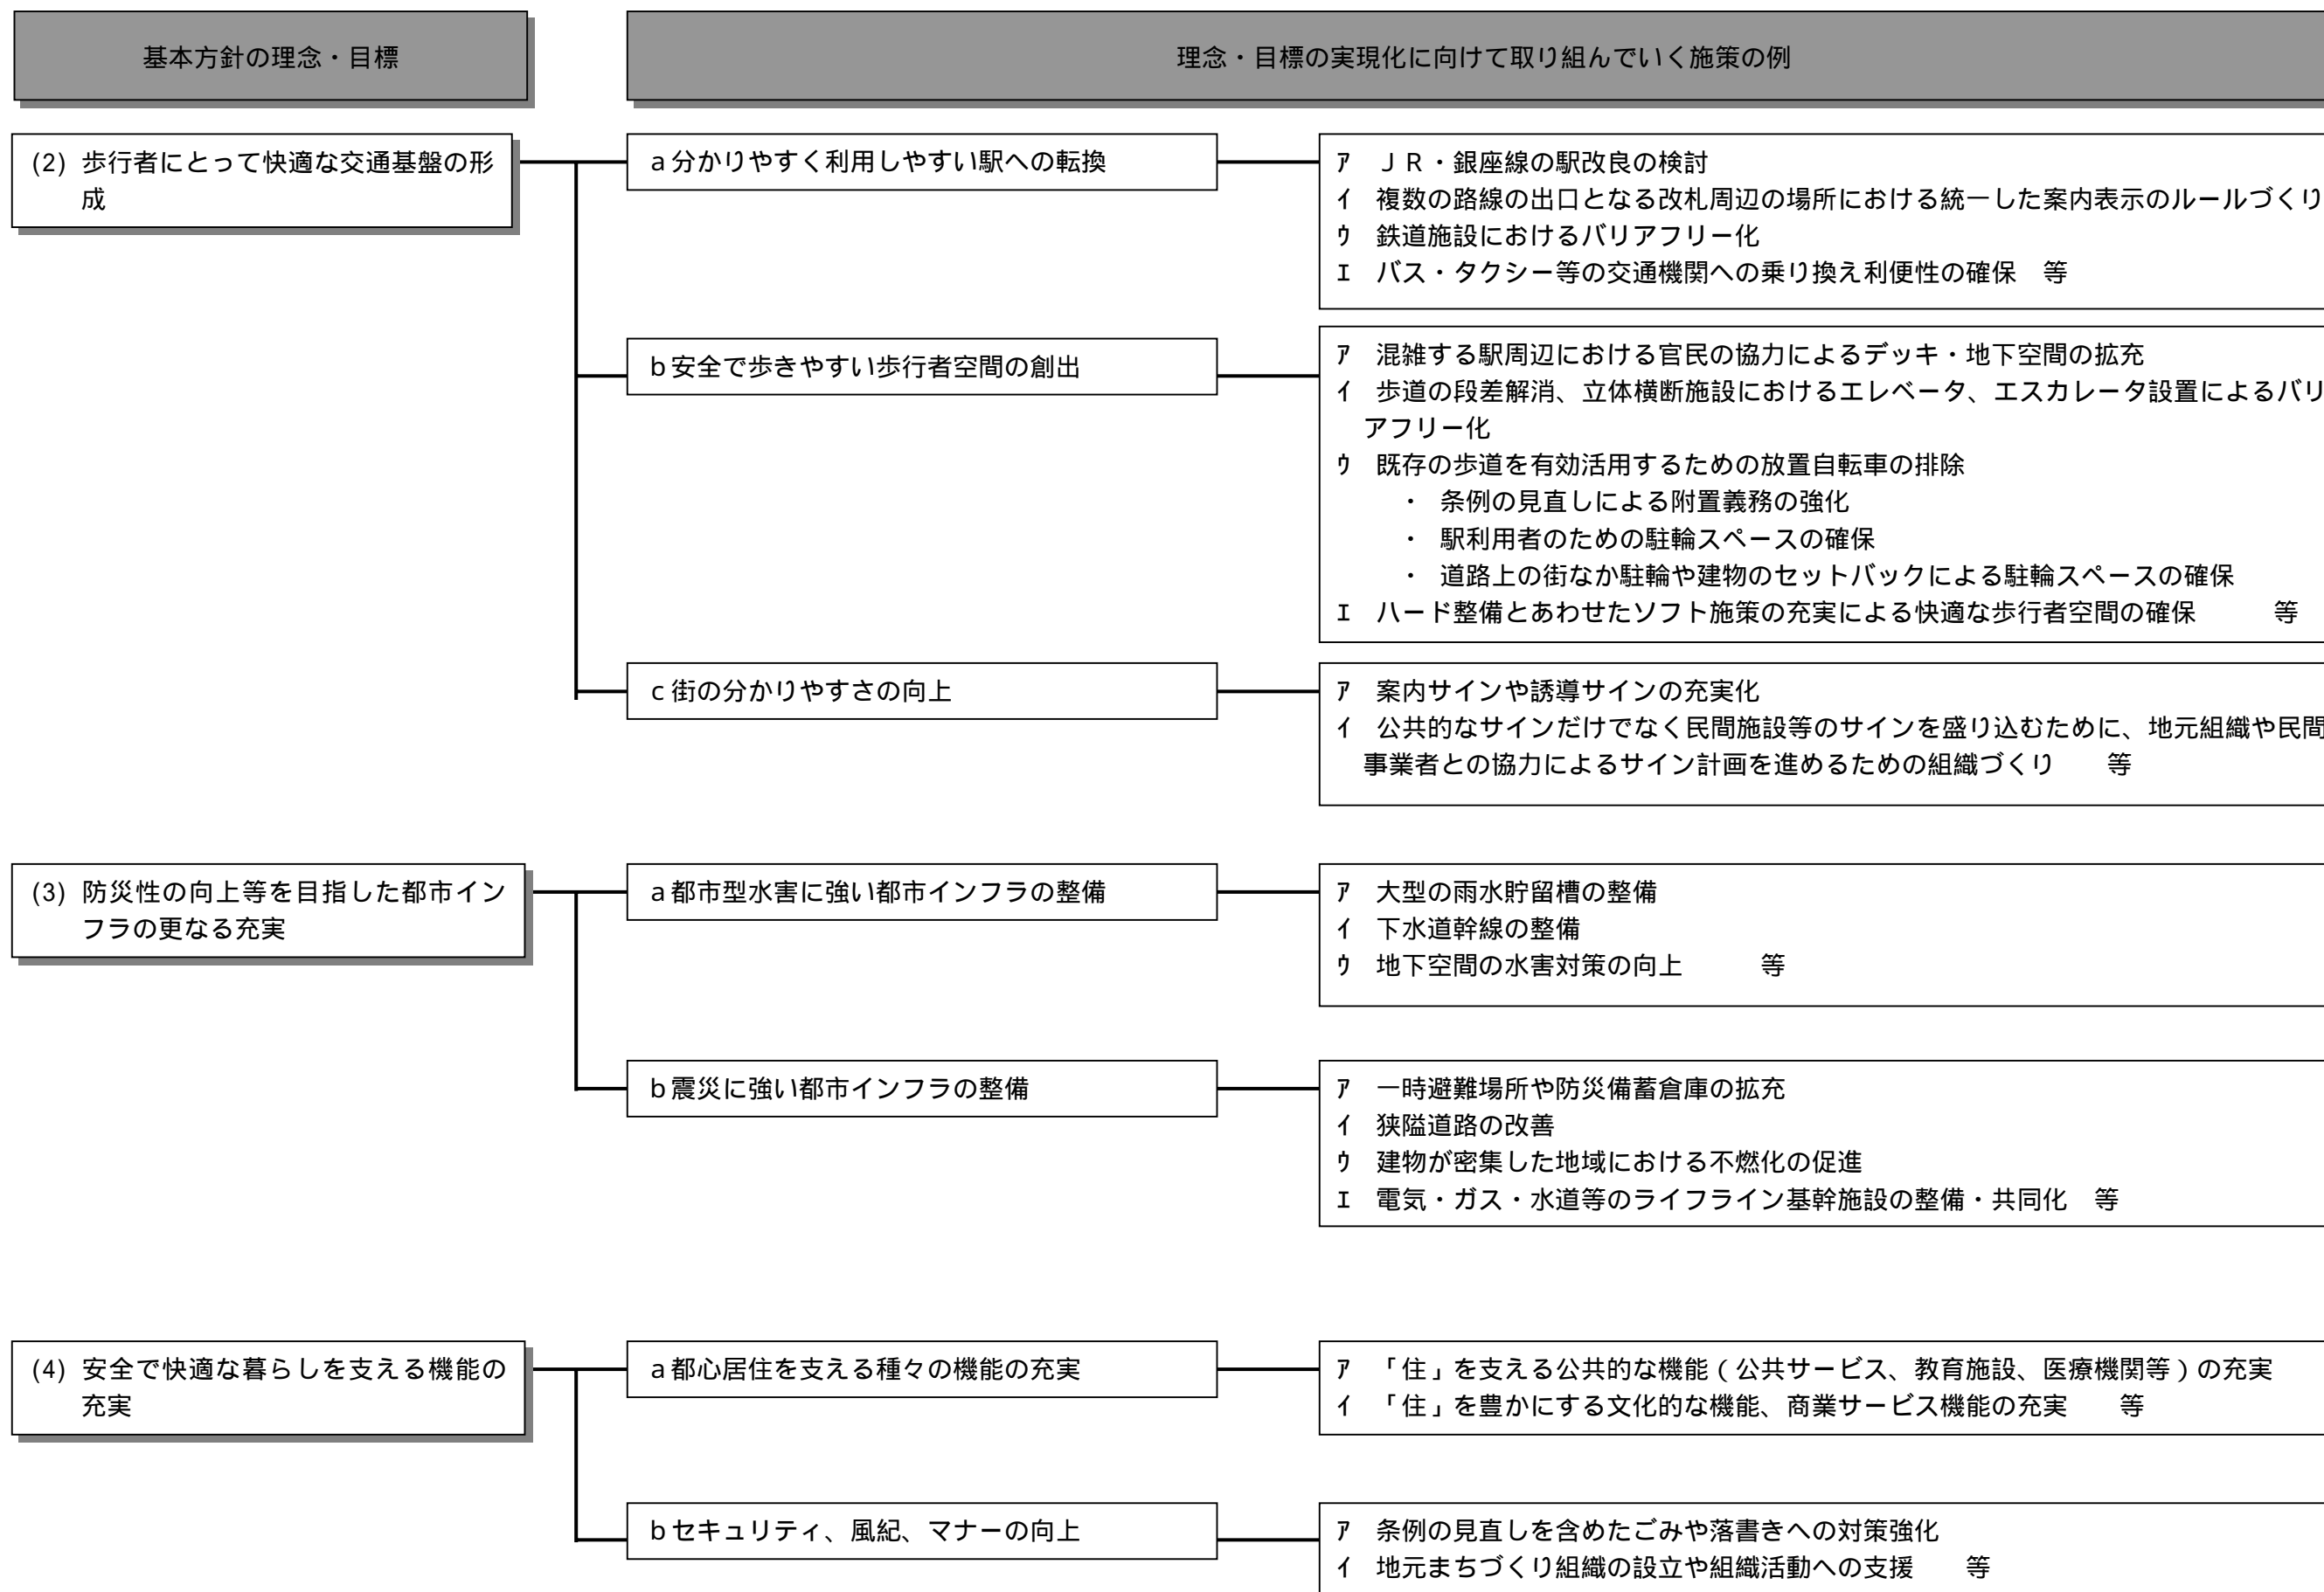 基本方針の理念・目標
理念・目標の実現化に向けて取り組んでいく施策の例
(2) 歩行者にとって快適な交通基盤の形
成
a分かりやすく利用しやすい駅への転換
ｱ　ＪＲ・銀座線の駅改良の検討
ｲ　複数の路線の出口となる改札周辺の場所における統一した案内表示のルールづくり
ｳ　鉄道施設におけるバリアフリー化
ｴ　バス・タクシー等の交通機関への乗り換え利便性の確保　等
b安全で歩きやすい歩行者空間の創出
ｱ　混雑する駅周辺における官民の協力によるデッキ・地下空間の拡充
ｲ　歩道の段差解消、立体横断施設におけるエレベータ、エスカレータ設置によるバリ
アフリー化
ｳ　既存の歩道を有効活用するための放置自転車の排除
・ 条例の見直しによる附置義務の強化
・ 駅利用者のための駐輪スペースの確保
・ 道路上の街なか駐輪や建物のセットバックによる駐輪スペースの確保
ｴ　ハード整備とあわせたソフト施策の充実による快適な歩行者空間の確保　　　等
c街の分かりやすさの向上
ｱ　案内サインや誘導サインの充実化
ｲ　公共的なサインだけでなく民間施設等のサインを盛り込むために、地元組織や民間
事業者との協力によるサイン計画を進めるための組織づくり　　等
(3) 防災性の向上等を目指した都市イン
フラの更なる充実
a都市型水害に強い都市インフラの整備
ｱ　大型の雨水貯留槽の整備
ｲ　下水道幹線の整備
ｳ　地下空間の水害対策の向上　　　等
b震災に強い都市インフラの整備
ｱ　一時避難場所や防災備蓄倉庫の拡充
ｲ　狭隘道路の改善
ｳ　建物が密集した地域における不燃化の促進
ｴ　電気・ガス・水道等のライフライン基幹施設の整備・共同化　等
(4) 安全で快適な暮らしを支える機能の
充実
a都心居住を支える種々の機能の充実
ｱ　「住」を支える公共的な機能（公共サービス、教育施設、医療機関等）の充実
ｲ　「住」を豊かにする文化的な機能、商業サービス機能の充実　　等
bセキュリティ、風紀、マナーの向上
ｱ　条例の見直しを含めたごみや落書きへの対策強化
ｲ　地元まちづくり組織の設立や組織活動への支援　　等